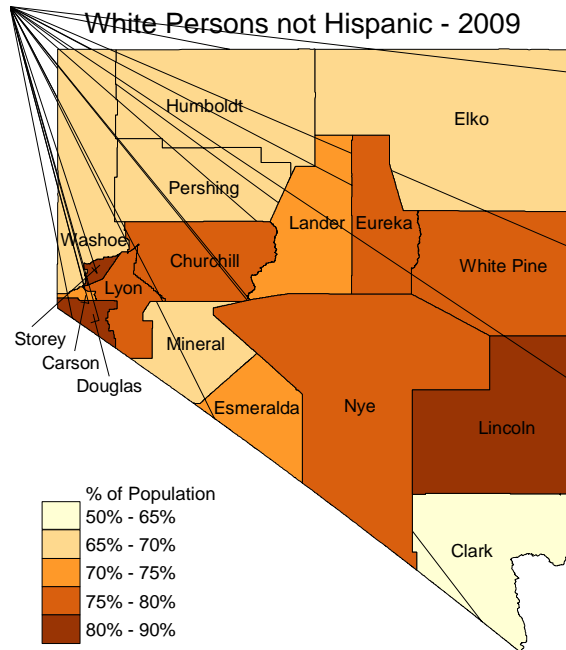 White Persons not Hispanic - 2009
Humboldt
Elko
Pershing
Lander
Eureka
Washoe
Churchill
White Pine
Lyon
Storey
Carson
Douglas
Mineral
Esmeralda
Nye
Lincoln
Clark
% of Population
50% - 65%
65% - 70%
70% - 75%
75% - 80%
80% - 90%